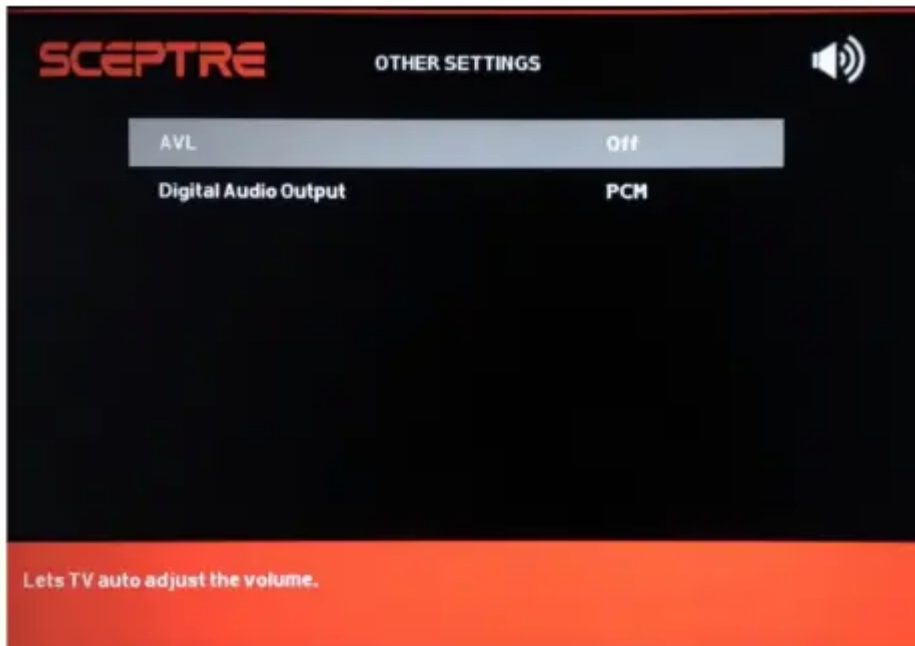 SCEPTRE OTHER SETTINGS
AVL Off
Digital Audio Output PCM
Lets TV auto adjust the volume.